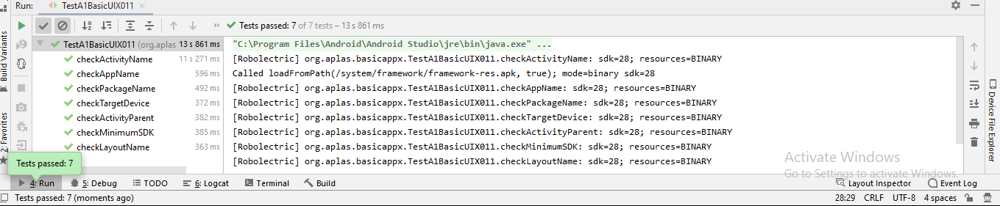 Run: TestA1BasicUIX011
Tests passed: 7 of 7 tests – 13 s 861 ms
TestA1BasicUIX011 (org.aplas 13 s 861 ms
checkActivityName 11 s 271 ms
checkAppName 596 ms
checkPackageName 492 ms
checkTargetDevice 372 ms
checkActivityParent 382 ms
checkMinimumSDK 385 ms
checkLayoutName 363 ms
"C:\Program Files\Android\Android Studio\jre\bin\java.exe" ...
[Robolectric] org.aplas.basicappx.TestA1BasicUIX011.checkActivityName: sdk=28; resources=BINARY
Called loadFromPath(/system/framework/framework-res.apk, true); mode=binary sdk=28
[Robolectric] org.aplas.basicappx.TestA1BasicUIX011.checkAppName: sdk=28; resources=BINARY
[Robolectric] org.aplas.basicappx.TestA1BasicUIX011.checkPackageName: sdk=28; resources=BINARY
[Robolectric] org.aplas.basicappx.TestA1BasicUIX011.checkTargetDevice: sdk=28; resources=BINARY
[Robolectric] org.aplas.basicappx.TestA1BasicUIX011.checkActivityParent: sdk=28; resources=BINARY
[Robolectric] org.aplas.basicappx.TestA1BasicUIX011.checkMinimumSDK: sdk=28; resources=BINARY
[Robolectric] org.aplas.basicappx.TestA1BasicUIX011.checkLayoutName: sdk=28; resources=BINARY
Build Variants
2: Favorites
Device File Explorer
Tests passed: 7
Activate Windows
Go to Settings to activate Windows.
4: Run 5: Debug TODO 6: Logcat Terminal Build Layout Inspector Event Log
Tests passed: 7 (moments ago) 28:29 CRLF UTF-8 4 spaces